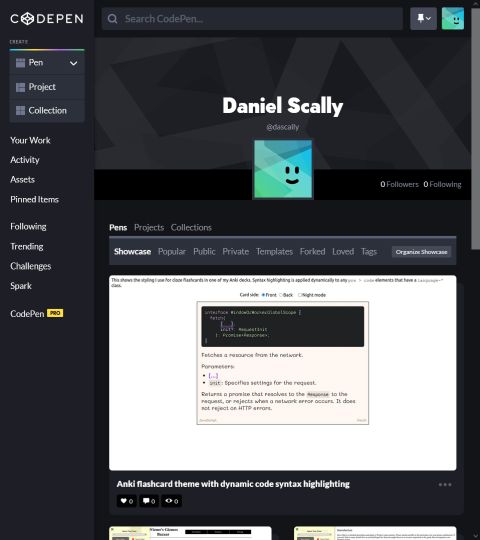 CODEPEN
Search CodePen...
CREATE
Pen
Project
Collection
Your Work
Activity
Assets
Pinned Items
Following
Trending
Challenges
Spark
CodePen PRO
Daniel Scally
@dascally
0 Followers 0 Following
Pens Projects Collections
Showcase Popular Public Private Templates Forked Loved Tags Organize Showcase
This shows the styling I use for cloze flashcards in one of my Anki decks. Syntax highlighting is applied dynamically to any pre > code elements that have a language-*
class.
Card side: Front Back Night mode
interface WindowOrWorkerGlobalScope {
fetch(
[...],
init?: RequestInit
): Promise<Response>;
}
Fetches a resource from the network.
Parameters:
[...]
init: Specifies settings for the request.
Returns a promise that resolves to the Response to the
request, or rejects when a network error occurs. It does
not reject on HTTP errors.
JavaScript
Anki flashcard theme with dynamic code syntax highlighting
0 0 0